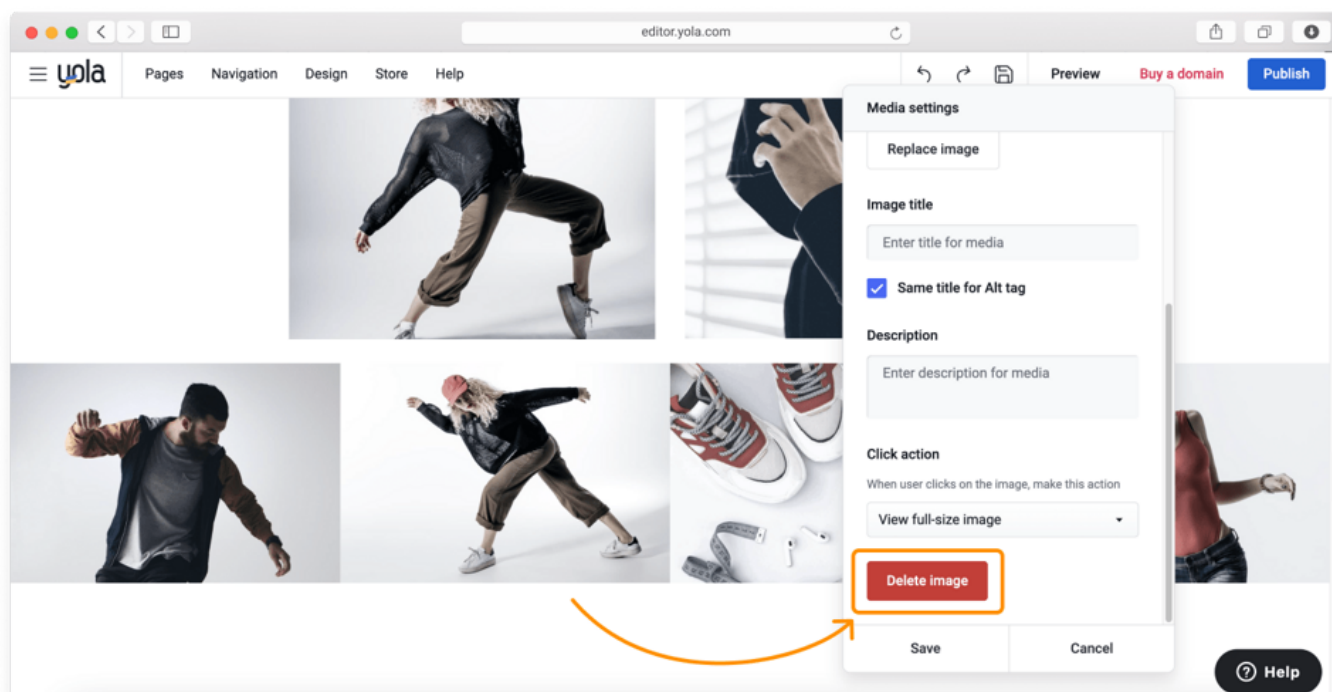 editor.yola.com
yola
Pages
Navigation
Design
Store
Help
Preview
Buy a domain
Publish
Media settings
Replace image
Image title
Enter title for media
Same title for Alt tag
Description
Enter description for media
Click action
When user clicks on the image, make this action
View full-size image
Delete image
Save
Cancel
Help